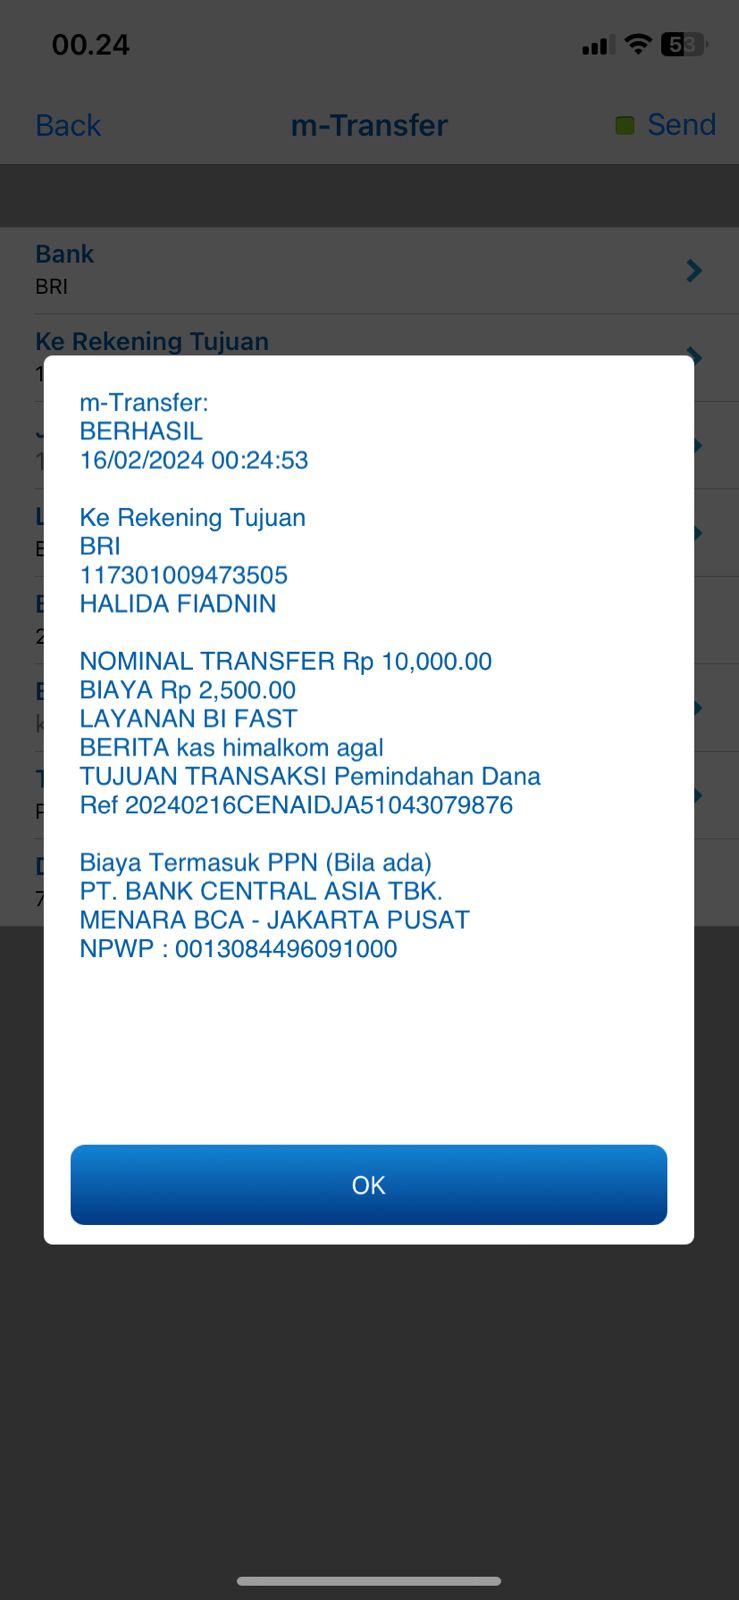 00.24
53
Back
m-Transfer
Send
Bank
BRI
Ke Rekening Tujuan
m-Transfer:
BERHASIL
16/02/2024 00:24:53
Ke Rekening Tujuan
BRI
117301009473505
HALIDA FIADNIN
NOMINAL TRANSFER Rp 10,000.00
BIAYA Rp 2,500.00
LAYANAN BI FAST
BERITA kas himalkom agal
TUJUAN TRANSAKSI Pemindahan Dana
Ref 20240216CENAIDJA51043079876
Biaya Termasuk PPN (Bila ada)
PT. BANK CENTRAL ASIA TBK.
MENARA BCA - JAKARTA PUSAT
NPWP : 0013084496091000
OK